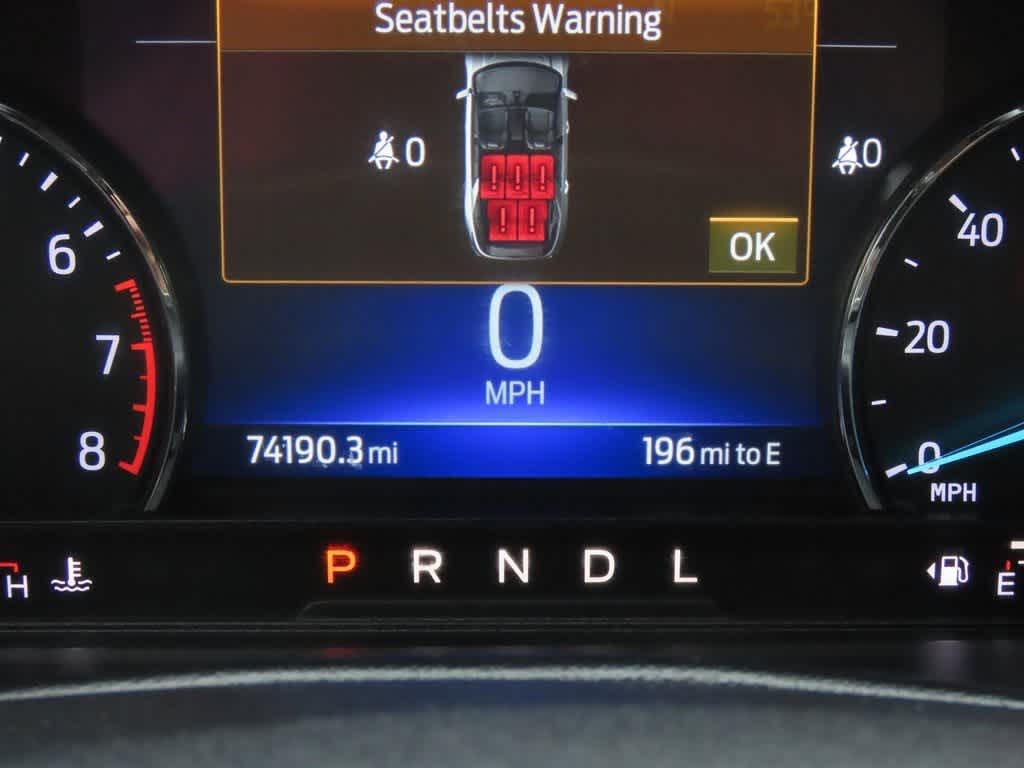 Seatbelts Warning
0
0
! ! !
! !
OK
6
7
8
0
MPH
40
20
0
MPH
74190.3 mi
196 mi to E
H
P R N D L
E